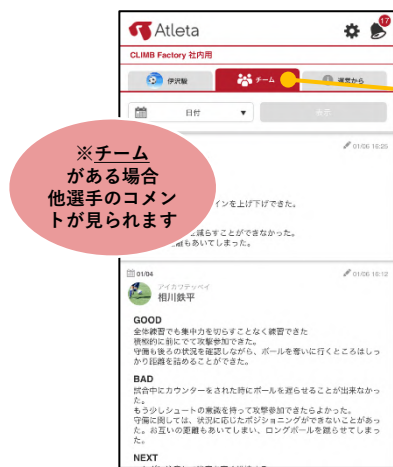 Atleta
17
CLIMB Factory 社内用
伊沢駿
チーム
運営から
日付 ▼
表示
※チーム
がある場合
他選手のコメン
トが見られます
01/06 16:25
インを上げ下げできた。
減らすことができなかった。
もあいてしまった。
01/04
01/06 16:12
アイカワテッペイ
相川鉄平
GOOD
全体練習でも集中力を切らすことなく練習できた
積極的に前にでて攻撃参加できた。
守備も後ろの状況を確認しながら、ボールを奪いに行くところはしっ
かり距離を詰めることができた。
BAD
試合中にカウンターをされた時にボールを遅らせることが出来なかっ
た。
もう少しシュートの意識を持って攻撃参加できたらよかった。
守備に関しては、状況に応じたポジショニングができないことがあっ
た。お互いの距離もあいてしまい、ロングボールを蹴らせてしまっ
た。
NEXT